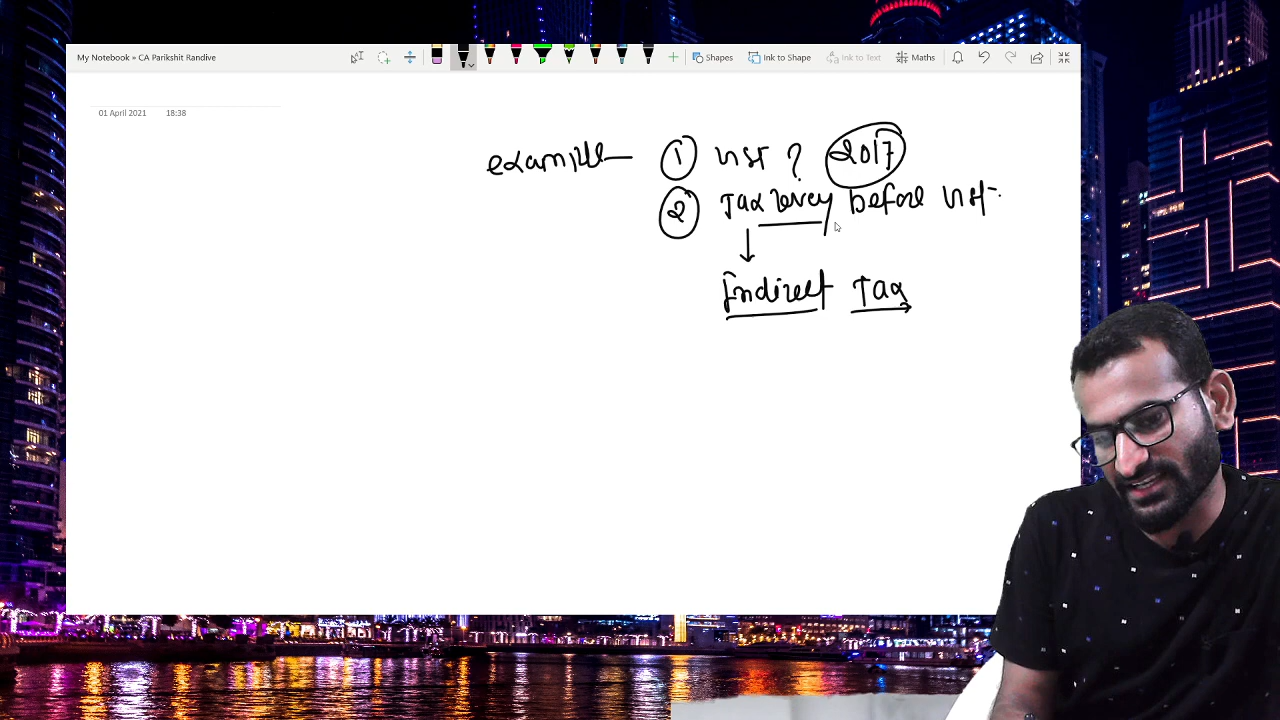 My Notebook » CA Parikshit Randive
Shapes
Ink to Shape
Ink to Text
Maths
01 April 2021 18:38
example 1 GST ? 2017
2 Tax levey before GST
Indirect Tax